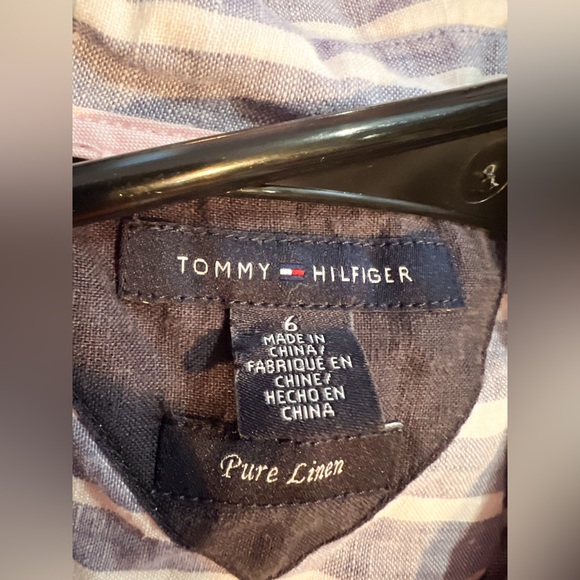 TOMMY HILFIGER
6
MADE IN
CHINA/
FABRIQUÉ EN
CHINE/
HECHO EN
CHINA
Pure Linen